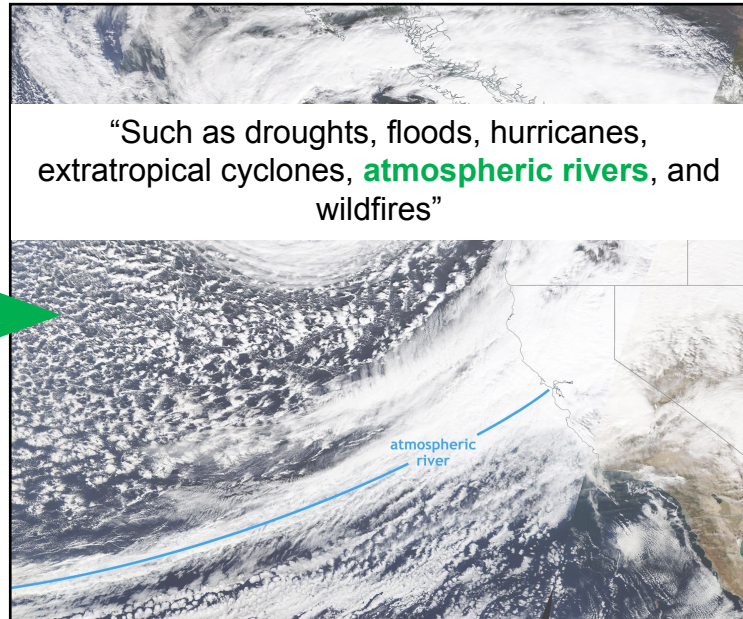 “Such as droughts, floods, hurricanes,
extratropical cyclones, atmospheric rivers, and
wildfires”
atmospheric
river